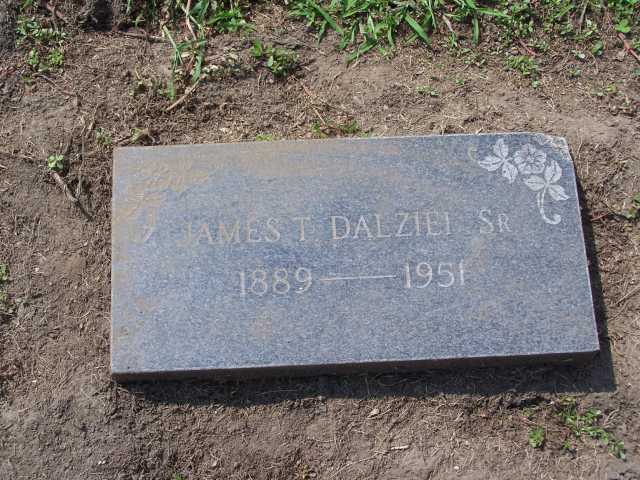 JAMES T. DALZIEL SR
1889 — 1951